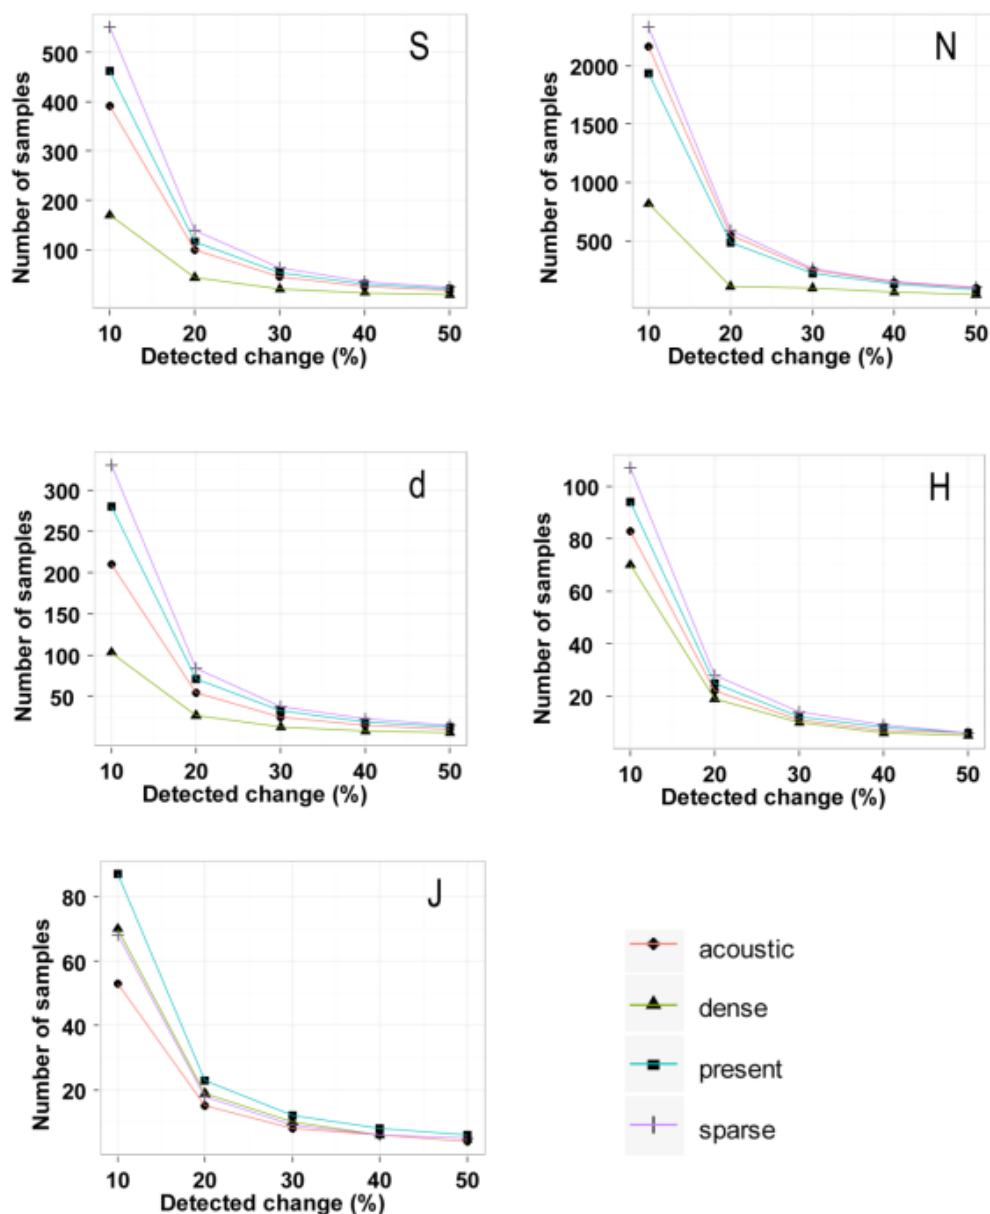 S
Number of samples
500
400
300
200
100
10 20 30 40 50
Detected change (%)
N
Number of samples
2000
1500
1000
500
10 20 30 40 50
Detected change (%)
d
Number of samples
300
250
200
150
100
50
10 20 30 40 50
Detected change (%)
H
Number of samples
100
80
60
40
20
10 20 30 40 50
Detected change (%)
J
Number of samples
80
60
40
20
10 20 30 40 50
Detected change (%)
acoustic
dense
present
sparse